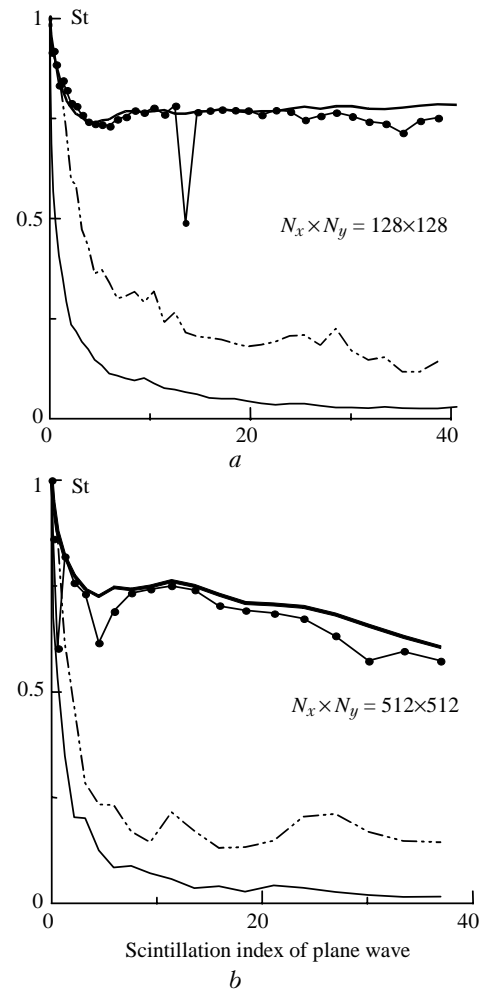 1
St
0.5
N_x × N_y = 128×128
0
0 20 40
a
1
St
0.5
N_x × N_y = 512×512
0
0 20 40
Scintillation index of plane wave
b